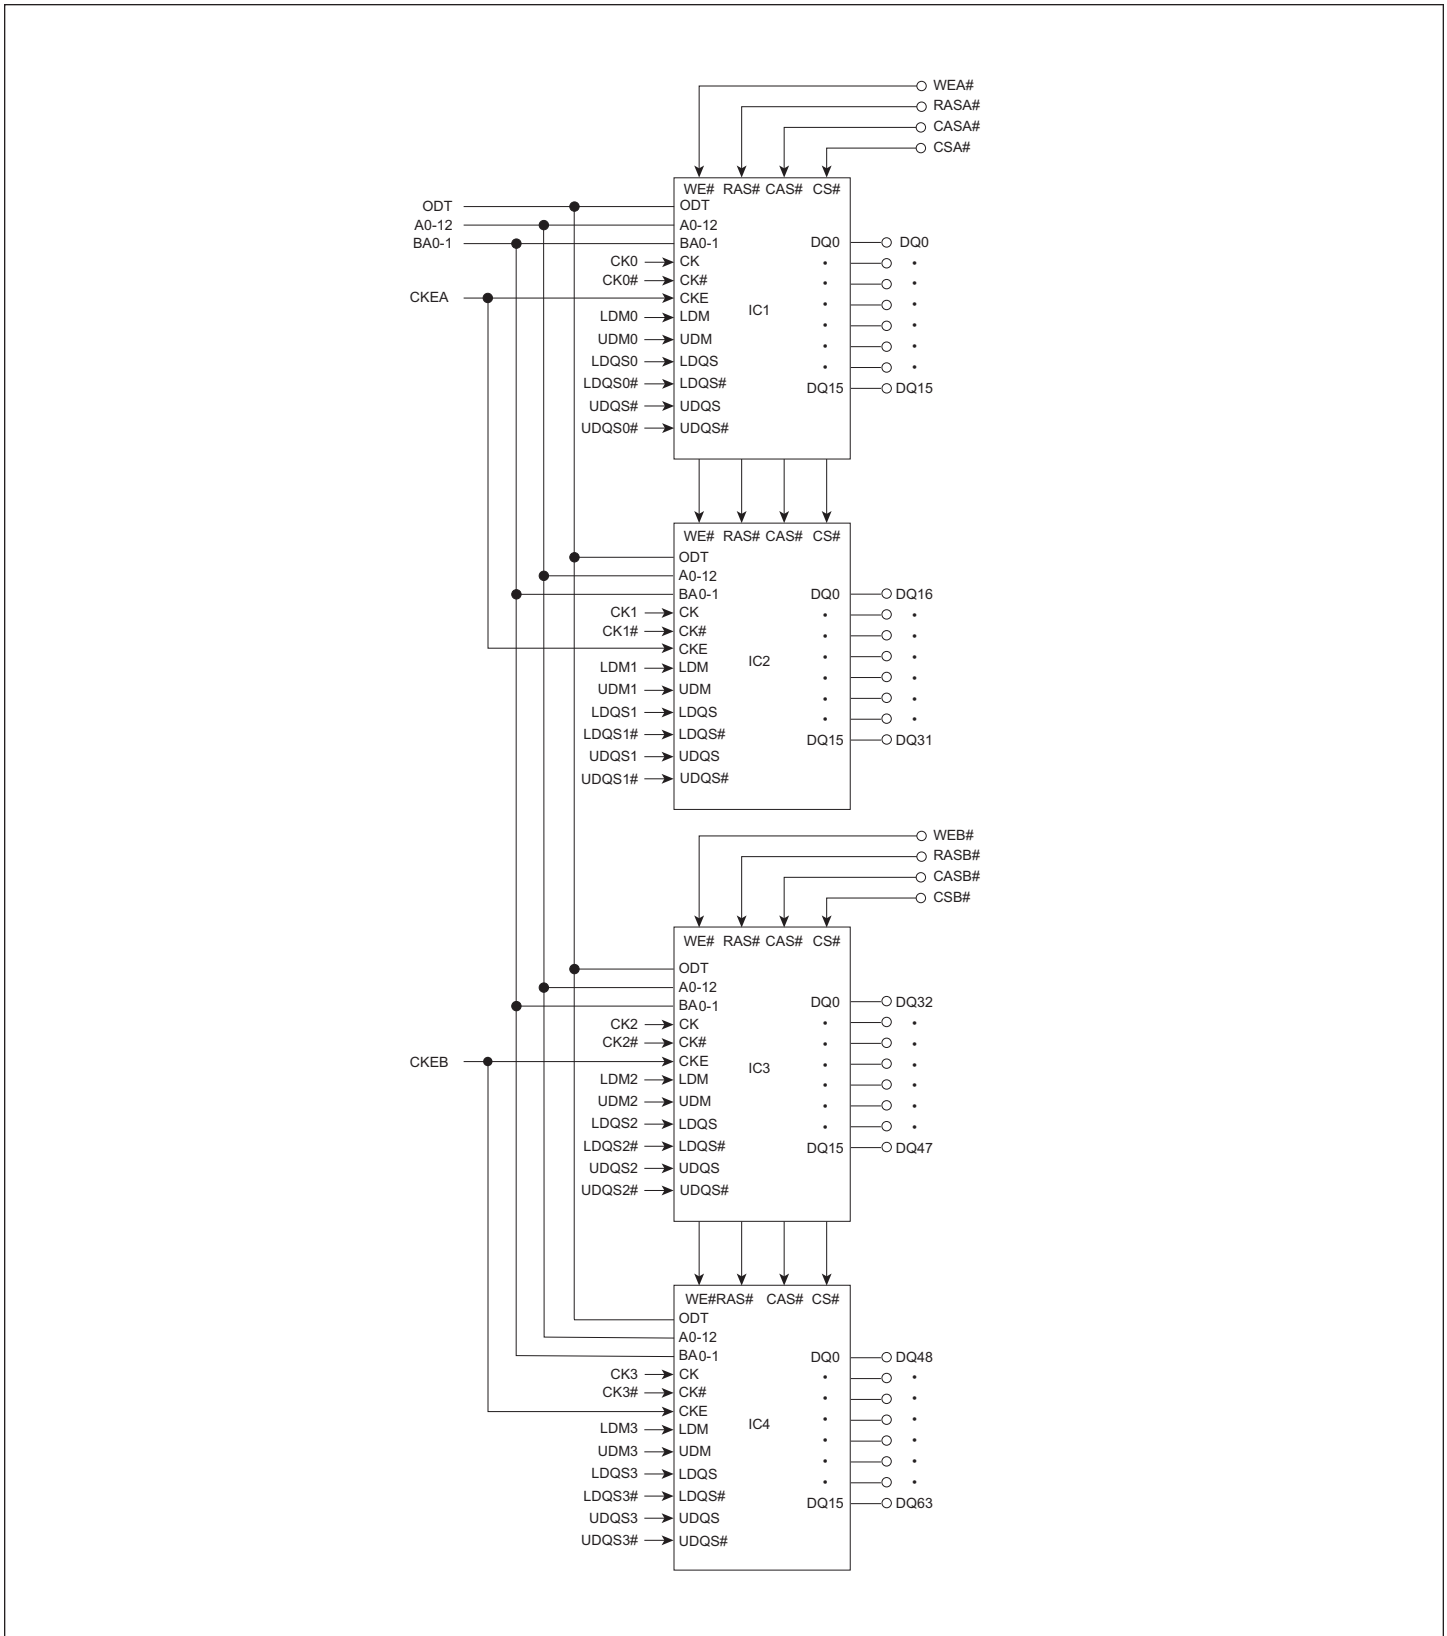 WEA#
RASA#
CASA#
CSA#
WE# RAS# CAS# CS#
ODT ODT
A0-12 A0-12
BA0-1 BA0-1 DQ0 DQ0
CK0 CK
CK0# CK#
CKEA CKE
IC1
LDM0 LDM
UDM0 UDM
LDQS0 LDQS
LDQS0# LDQS# DQ15 DQ15
UDQS# UDQS
UDQS0# UDQS#
WE# RAS# CAS# CS#
ODT
A0-12
BA0-1 DQ0 DQ16
CK1 CK
CK1# CK#
CKE
IC2
LDM1 LDM
UDM1 UDM
LDQS1 LDQS
LDQS1# LDQS# DQ15 DQ31
UDQS1 UDQS
UDQS1# UDQS#
WEB#
RASB#
CASB#
CSB#
WE# RAS# CAS# CS#
ODT
A0-12
BA0-1 DQ0 DQ32
CK2 CK
CK2# CK#
CKEB CKE
IC3
LDM2 LDM
UDM2 UDM
LDQS2 LDQS
LDQS2# LDQS# DQ15 DQ47
UDQS2 UDQS
UDQS2# UDQS#
WE#RAS# CAS# CS#
ODT
A0-12
BA0-1 DQ0 DQ48
CK3 CK
CK3# CK#
CKE
IC4
LDM3 LDM
UDM3 UDM
LDQS3 LDQS
LDQS3# LDQS# DQ15 DQ63
UDQS3 UDQS
UDQS3# UDQS#